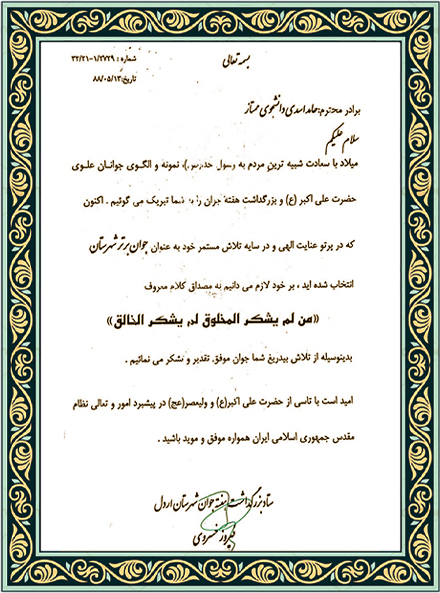 بسمه تعالی
شماره : ۳۲/۲۱-۱/۲۷۲۹
تاریخ:۸۸/۰۵/۱۳
برادر محترم:حامد اسدی دانشجوی ممتاز
سلام علیکم
میلاد با سعادت شبیه ترین مردم به رسول نمونه و الگوی جوانان علوی
حضرت علی اکبر (ع) و بزرگداشت هفته جوان را به شما تبریک می گوئیم . اکنون
که در پرتو عنایت الهی و در سایه تلاش مستمر خود به عنوان جوان برتر شهرستان
انتخاب شده اید ، بر خود لازم می دانیم به مصداق کلام معروف
«من لم یشکر المخلوق لم یشکر الخالق»
بدینوسیله از تلاش بیدریغ شما جوان موفق تقدیر و تشکر می نمائیم .
امید است با تاسی از حضرت علی اکبر(ع) و ولیعصر(عج) در پیشبرد امور و تعالی نظام
مقدس جمهوری اسلامی ایران همواره موفق و موید باشید .
ستاد بزرگداشت هفته جوان شهرستان اردل
فیروز خسروی